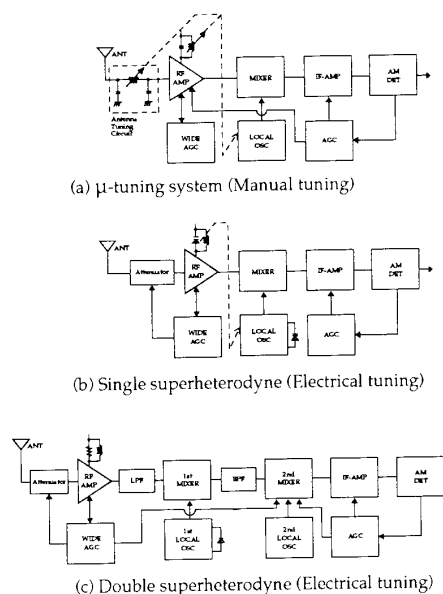 ANT
RF AMP
MIXER
IF-AMP
AM DET
Antenna
Tuning
Circuit
WIDE AGC
LOCAL OSC
AGC
(a) μ-tuning system (Manual tuning)
ANT
Attenuator
RF AMP
MIXER
IF-AMP
AM DET
WIDE AGC
LOCAL OSC
AGC
(b) Single superheterodyne (Electrical tuning)
ANT
Attenuator
RF AMP
LPF
1st MIXER
BPF
2nd MIXER
IF-AMP
AM DET
WIDE AGC
1st LOCAL OSC
2nd LOCAL OSC
AGC
(c) Double superheterodyne (Electrical tuning)